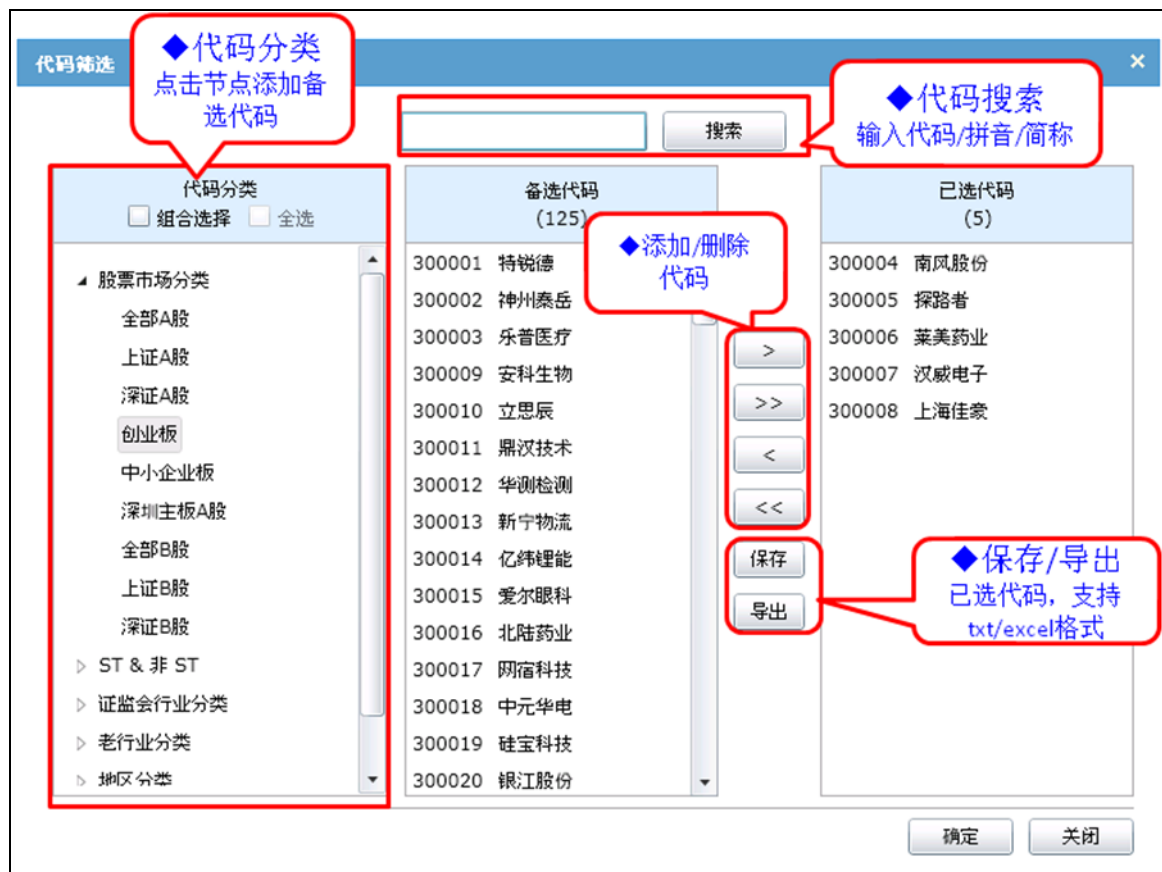 代码筛选
×
◆代码分类
点击节点添加备
选代码
搜索
◆代码搜索
输入代码/拼音/简称
代码分类
组合选择 全选
股票市场分类
全部A股
上证A股
深证A股
创业板
中小企业板
深圳主板A股
全部B股
上证B股
深证B股
ST & 非 ST
证监会行业分类
老行业分类
地区分类
备选代码
(125)
300001 特锐德
300002 神州泰岳
300003 乐普医疗
300009 安科生物
300010 立思辰
300011 鼎汉技术
300012 华测检测
300013 新宁物流
300014 亿纬锂能
300015 爱尔眼科
300016 北陆药业
300017 网宿科技
300018 中元华电
300019 硅宝科技
300020 银江股份
◆添加/删除
代码
>
>>
<
<<
保存
导出
已选代码
(5)
300004 南风股份
300005 探路者
300006 莱美药业
300007 汉威电子
300008 上海佳豪
◆保存/导出
已选代码，支持
txt/excel格式
确定
关闭